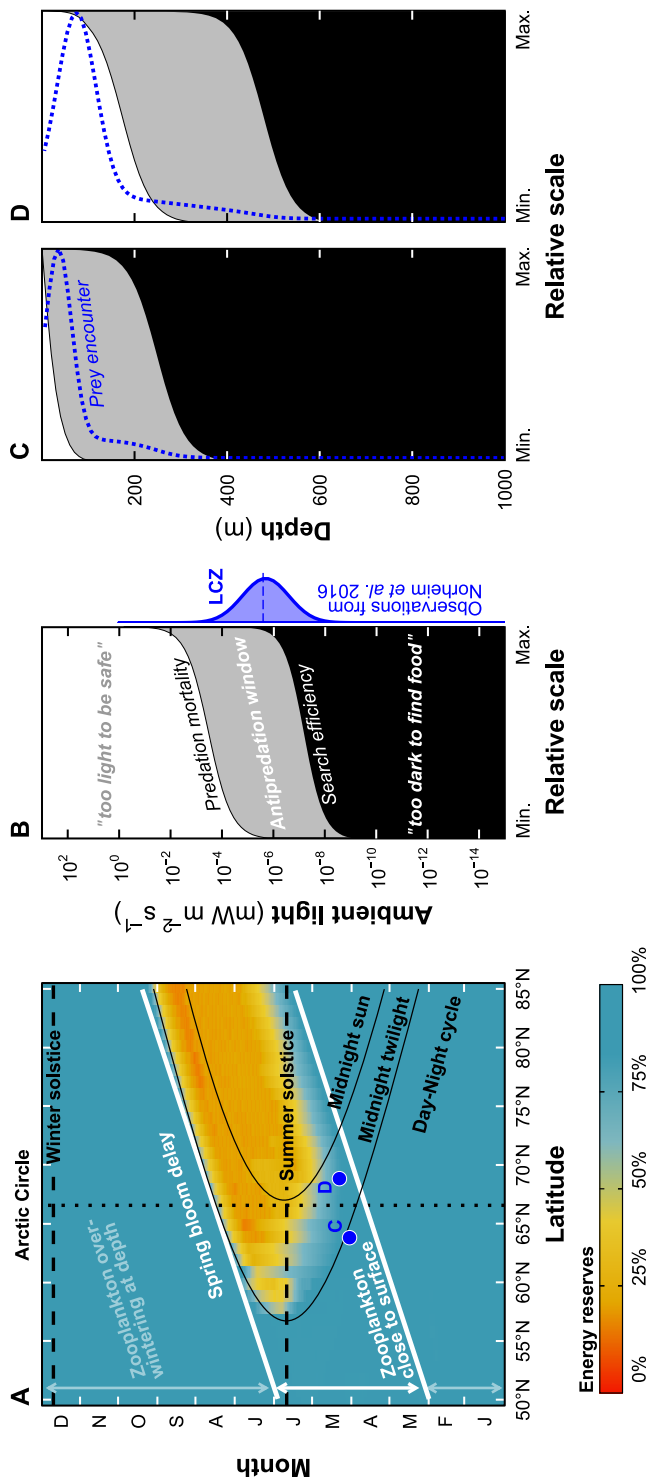 A
Arctic Circle
Month
D
N
O
S
A
J
J
M
A
M
F
J
Winter solstice
Zooplankton over-
wintering at depth
Spring bloom delay
Summer solstice
Midnight sun
Midnight twilight
Day-Night cycle
Zooplankton
close to surface
C
D
50°N
55°N
60°N
65°N
70°N
75°N
80°N
85°N
Latitude
Energy reserves
0%
25%
50%
75%
100%
B
Ambient light (mW m⁻² s⁻¹)
10²
10⁰
10⁻²
10⁻⁴
10⁻⁶
10⁻⁸
10⁻¹⁰
10⁻¹²
10⁻¹⁴
"too light to be safe"
Predation mortality
Antipredation window
Search efficiency
"too dark to find food"
LCZ
Observations from
Norheim et al. 2016
Min.
Max.
Relative scale
C
Depth (m)
200
400
600
800
1000
Prey encounter
Min.
Max.
D
Min.
Max.
Relative scale